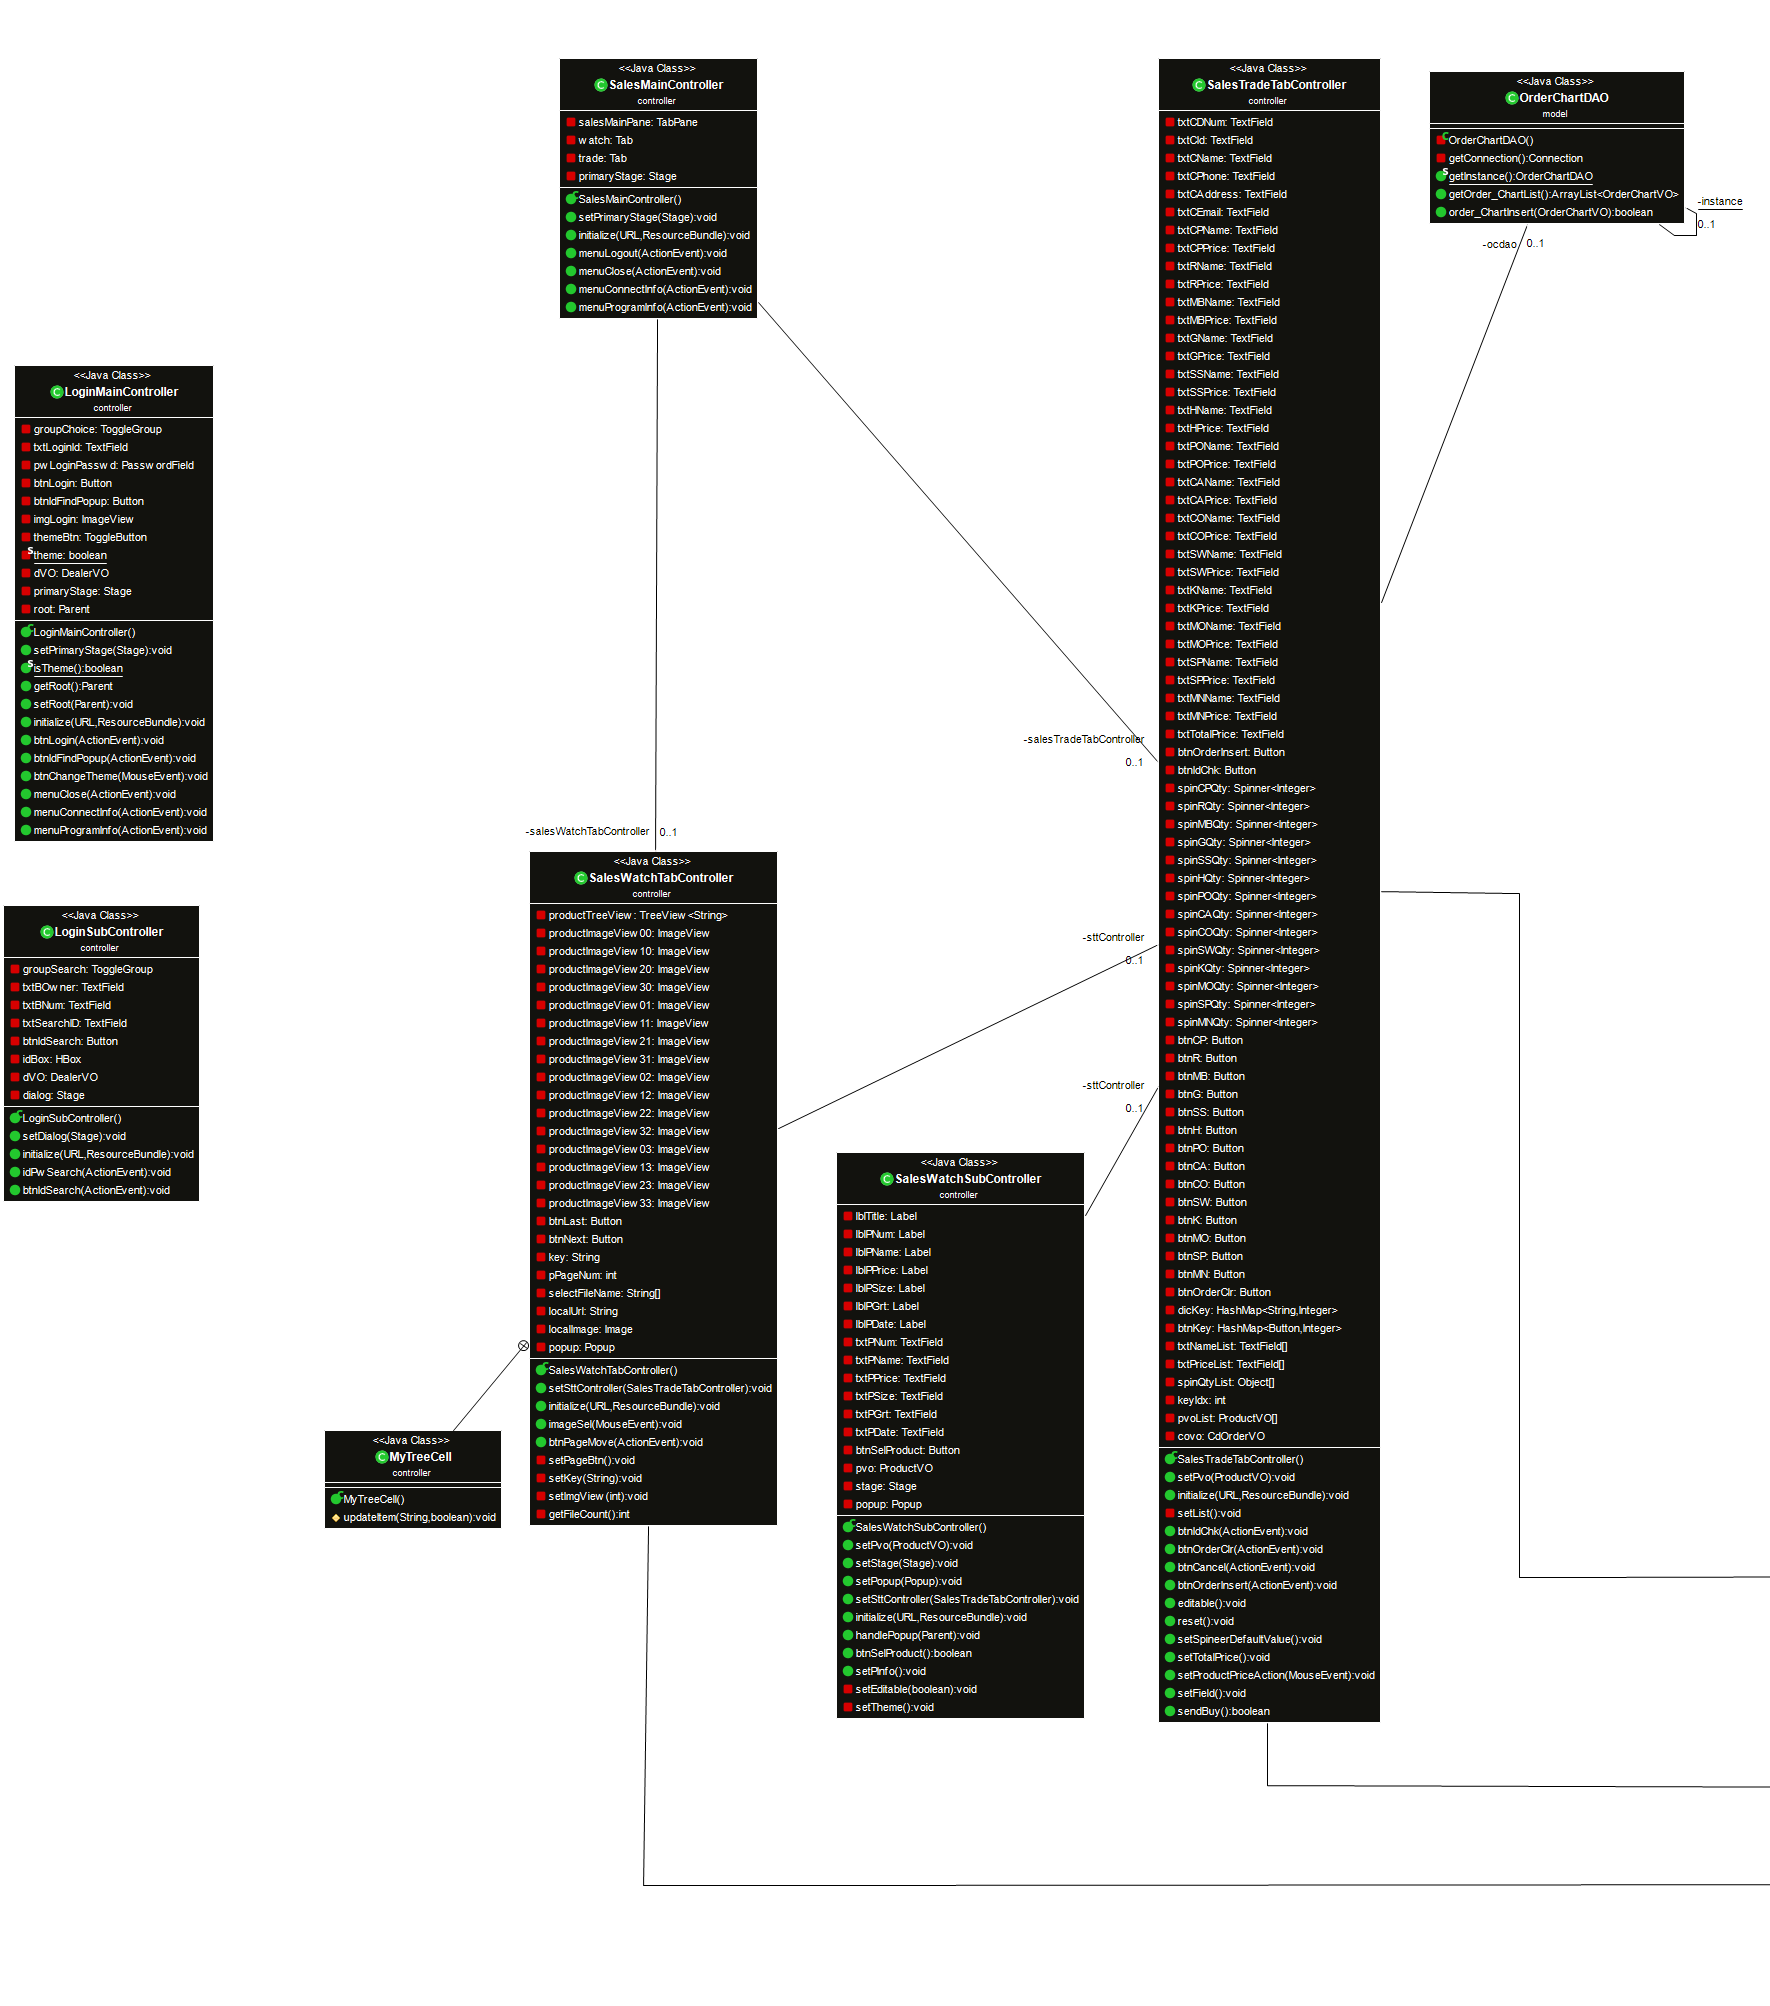 <<Java Class>>
SalesMainController
controller
salesMainPane: TabPane
watch: Tab
trade: Tab
primaryStage: Stage
SalesMainController()
setPrimaryStage(Stage):void
initialize(URL,ResourceBundle):void
menuLogout(ActionEvent):void
menuClose(ActionEvent):void
menuConnectInfo(ActionEvent):void
menuProgramInfo(ActionEvent):void
<<Java Class>>
SalesTradeTabController
controller
txtCDNum: TextField
txtCId: TextField
txtCName: TextField
txtCPhone: TextField
txtCAddress: TextField
txtCEmail: TextField
txtCPName: TextField
txtCPPrice: TextField
txtRName: TextField
txtRPrice: TextField
txtMBName: TextField
txtMBPrice: TextField
txtGName: TextField
txtGPrice: TextField
txtSSName: TextField
txtSSPrice: TextField
txtHName: TextField
txtHPrice: TextField
txtPOName: TextField
txtPOPrice: TextField
txtCAName: TextField
txtCAPrice: TextField
txtCOName: TextField
txtCOPrice: TextField
txtSWName: TextField
txtSWPrice: TextField
txtKName: TextField
txtKPrice: TextField
txtMOName: TextField
txtMOPrice: TextField
txtSPName: TextField
txtSPPrice: TextField
txtMNName: TextField
txtMNPrice: TextField
txtTotalPrice: TextField
btnOrderInsert: Button
btnIdChk: Button
spinCPQty: Spinner<Integer>
spinRQty: Spinner<Integer>
spinMBQty: Spinner<Integer>
spinGQty: Spinner<Integer>
spinSSQty: Spinner<Integer>
spinHQty: Spinner<Integer>
spinPOQty: Spinner<Integer>
spinCAQty: Spinner<Integer>
spinCOQty: Spinner<Integer>
spinSWQty: Spinner<Integer>
spinKQty: Spinner<Integer>
spinMOQty: Spinner<Integer>
spinSPQty: Spinner<Integer>
spinMNQty: Spinner<Integer>
btnCP: Button
btnR: Button
btnMB: Button
btnG: Button
btnSS: Button
btnH: Button
btnPO: Button
btnCA: Button
btnCO: Button
btnSW: Button
btnK: Button
btnMO: Button
btnSP: Button
btnMN: Button
btnOrderClr: Button
dicKey: HashMap<String,Integer>
btnKey: HashMap<Button,Integer>
txtNameList: TextField[]
txtPriceList: TextField[]
spinQtyList: Object[]
keyIdx: int
pvoList: ProductVO[]
covo: CdOrderVO
SalesTradeTabController()
setPvo(ProductVO):void
initialize(URL,ResourceBundle):void
setList():void
btnIdChk(ActionEvent):void
btnOrderClr(ActionEvent):void
btnCancel(ActionEvent):void
btnOrderInsert(ActionEvent):void
editable():void
reset():void
setSpineerDefaultValue():void
setTotalPrice():void
setProductPriceAction(MouseEvent):void
setField():void
sendBuy():boolean
<<Java Class>>
OrderChartDAO
model
OrderChartDAO()
getConnection():Connection
getInstance():OrderChartDAO
getOrder_ChartList():ArrayList<OrderChartVO>
order_ChartInsert(OrderChartVO):boolean
-instance
0..1
-ocdao
0..1
<<Java Class>>
LoginMainController
controller
groupChoice: ToggleGroup
txtLoginId: TextField
pwLoginPasswd: PasswordField
btnLogin: Button
btnIdFindPopup: Button
imgLogin: ImageView
themeBtn: ToggleButton
theme: boolean
dVO: DealerVO
primaryStage: Stage
root: Parent
LoginMainController()
setPrimaryStage(Stage):void
isTheme():boolean
getRoot():Parent
setRoot(Parent):void
initialize(URL,ResourceBundle):void
btnLogin(ActionEvent):void
btnIdFindPopup(ActionEvent):void
btnChangeTheme(MouseEvent):void
menuClose(ActionEvent):void
menuConnectInfo(ActionEvent):void
menuProgramInfo(ActionEvent):void
-salesTradeTabController
0..1
-salesWatchTabController
0..1
<<Java Class>>
SalesWatchTabController
controller
productTreeView: TreeView<String>
productImageView00: ImageView
productImageView10: ImageView
productImageView20: ImageView
productImageView30: ImageView
productImageView01: ImageView
productImageView11: ImageView
productImageView21: ImageView
productImageView31: ImageView
productImageView02: ImageView
productImageView12: ImageView
productImageView22: ImageView
productImageView32: ImageView
productImageView03: ImageView
productImageView13: ImageView
productImageView23: ImageView
productImageView33: ImageView
btnLast: Button
btnNext: Button
key: String
pPageNum: int
selectFileName: String[]
localUrl: String
localImage: Image
popup: Popup
SalesWatchTabController()
setSttController(SalesTradeTabController):void
initialize(URL,ResourceBundle):void
imageSel(MouseEvent):void
btnPageMove(ActionEvent):void
setPageBtn():void
setKey(String):void
setImgView(int):void
getFileCount():int
<<Java Class>>
LoginSubController
controller
groupSearch: ToggleGroup
txtBOwner: TextField
txtBNum: TextField
txtSearchID: TextField
btnIdSearch: Button
idBox: HBox
dVO: DealerVO
dialog: Stage
LoginSubController()
setDialog(Stage):void
initialize(URL,ResourceBundle):void
idPwSearch(ActionEvent):void
btnIdSearch(ActionEvent):void
-sttController
0..1
-sttController
0..1
<<Java Class>>
SalesWatchSubController
controller
lblTitle: Label
lblPNum: Label
lblPName: Label
lblPPrice: Label
lblPSize: Label
lblPGrt: Label
lblPDate: Label
txtPNum: TextField
txtPName: TextField
txtPPrice: TextField
txtPSize: TextField
txtPGrt: TextField
txtPDate: TextField
btnSelProduct: Button
pvo: ProductVO
stage: Stage
popup: Popup
SalesWatchSubController()
setPvo(ProductVO):void
setStage(Stage):void
setPopup(Popup):void
setSttController(SalesTradeTabController):void
initialize(URL,ResourceBundle):void
handlePopup(Parent):void
btnSelProduct():boolean
setPInfo():void
setEditable(boolean):void
setTheme():void
<<Java Class>>
MyTreeCell
controller
MyTreeCell()
updateItem(String,boolean):void